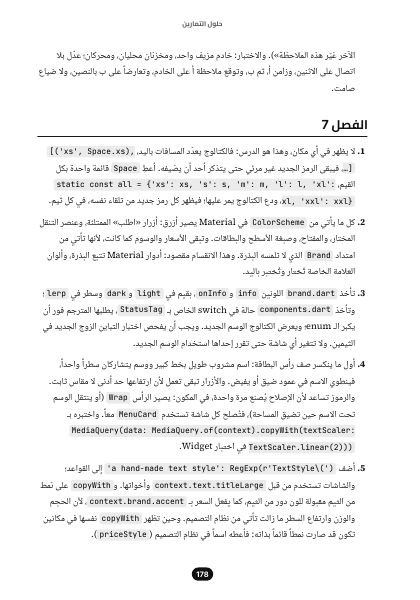 حلول التمارين
الآخر غيّر هذه الملاحظة»). والاختبار: خادم مزيف واحد، ومخزنان محليان، ومحركان؛ عدّل بلا
اتصال على الاثنين، وزامن أ، ثم ب، وتوقع ملاحظة أ على الخادم، وتعارضاً على ب بالنصين، ولا ضياع
صامت.
الفصل 7
1. لا يظهر في أي مكان، وهذا هو الدرس: فالكتالوج يعدّد المسافات باليد، [('xs', Space.xs),
…]، فيبقى الرمز الجديد غير مرئي حتى يتذكر أحد أن يضيفه. أعطِ Space قائمة واحدة بكل
القيم، static const all = {'xs': xs, 's': s, 'm': m, 'l': l, 'xl':
xl, 'xxl': xxl}، ودع الكتالوج يمر عليها؛ فيظهر كل رمز جديد من تلقاء نفسه، في كل ثيم.
2. كل ما يأتي من ColorScheme في Material يصير أزرق: أزرار «اطلب» الممتلئة، وعنصر التنقل
المختار، والمفتاح، وصبغة الأسطح والبطاقات. وتبقى الأسعار والوسوم كما كانت، لأنها تأتي من
امتداد Brand الذي لا تلمسه البذرة. وهذا الانقسام مقصود: أدوار Material تتبع البذرة، وألوان
العلامة الخاصة تُختار وتُختبر باليد.
3. تأخذ brand.dart اللونين info و onInfo، بقيم في light و dark وسطر في lerp؛
وتأخذ components.dart حالة في switch الخاص بـ StatusTag، يطلبها المترجم فور أن
يكبر الـ enum؛ ويعرض الكتالوج الوسم الجديد. ويجب أن يفحص اختبار التباين الزوج الجديد في
الثيمين. ولا تتغير أي شاشة حتى تقرر إحداها استخدام الوسم الجديد.
4. أول ما ينكسر صف رأس البطاقة: اسم مشروب طويل بخط كبير ووسم يتشاركان سطراً واحداً،
فينطوي الاسم في عمود ضيق أو يفيض. والأزرار تبقى تعمل لأن ارتفاعها حد أدنى لا مقاس ثابت.
والرموز تساعد لأن الإصلاح يُصنع مرة واحدة، في المكون: يصير الرأس Wrap (أو ينتقل الوسم
تحت الاسم حين تضيق المساحة)، فتُصلح كل شاشة تستخدم MenuCard معاً. واختبره بـ
MediaQuery(data: MediaQuery.of(context).copyWith(textScaler:
TextScaler.linear(2))) في اختبار Widget.
5. أضف 'a hand-made text style': RegExp(r'TextStyle\(') إلى القواعد؛
والشاشات تستخدم من قبل context.text.titleLarge وأخواتها. و copyWith على نمط
من الثيم مقبولة للون دور من الثيم، كما يفعل السعر بـ context.brand.accent، لأن الحجم
والوزن وارتفاع السطر ما زالت تأتي من نظام التصميم. وحين تظهر copyWith نفسها في مكانين
تكون قد صارت نمطاً قائماً بذاته: فأعطه اسماً في نظام التصميم (priceStyle).
178